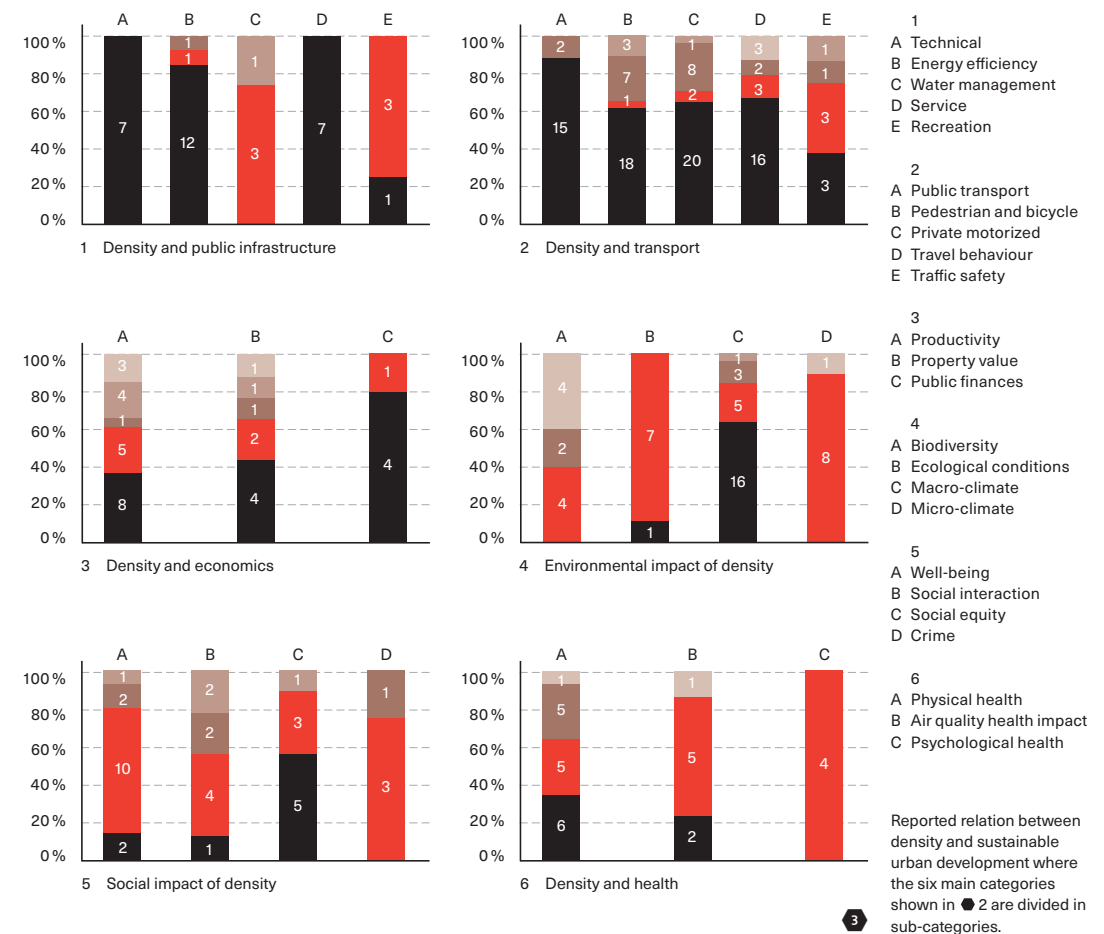 A B C D E
100 %
80 %
60 %
40 %
20 %
0 %
7
1
1
12
1
3
7
3
1
1 Density and public infrastructure
A B C D E
100 %
80 %
60 %
40 %
20 %
0 %
2
15
3
7
1
18
1
8
2
20
3
2
3
16
1
1
3
3
2 Density and transport
A B C
100 %
80 %
60 %
40 %
20 %
0 %
3
4
1
5
8
1
1
1
2
4
1
4
3 Density and economics
A B C D
100 %
80 %
60 %
40 %
20 %
0 %
4
2
4
7
1
1
3
5
16
1
8
4 Environmental impact of density
A B C D
100 %
80 %
60 %
40 %
20 %
0 %
1
2
10
2
2
2
4
1
1
3
5
1
3
5 Social impact of density
A B C
100 %
80 %
60 %
40 %
20 %
0 %
1
5
5
6
1
5
2
4
6 Density and health
1
A Technical
B Energy efficiency
C Water management
D Service
E Recreation
2
A Public transport
B Pedestrian and bicycle
C Private motorized
D Travel behaviour
E Traffic safety
3
A Productivity
B Property value
C Public finances
4
A Biodiversity
B Ecological conditions
C Macro-climate
D Micro-climate
5
A Well-being
B Social interaction
C Social equity
D Crime
6
A Physical health
B Air quality health impact
C Psychological health
3
Reported relation between
density and sustainable
urban development where
the six main categories
shown in ⬣ 2 are divided in
sub-categories.